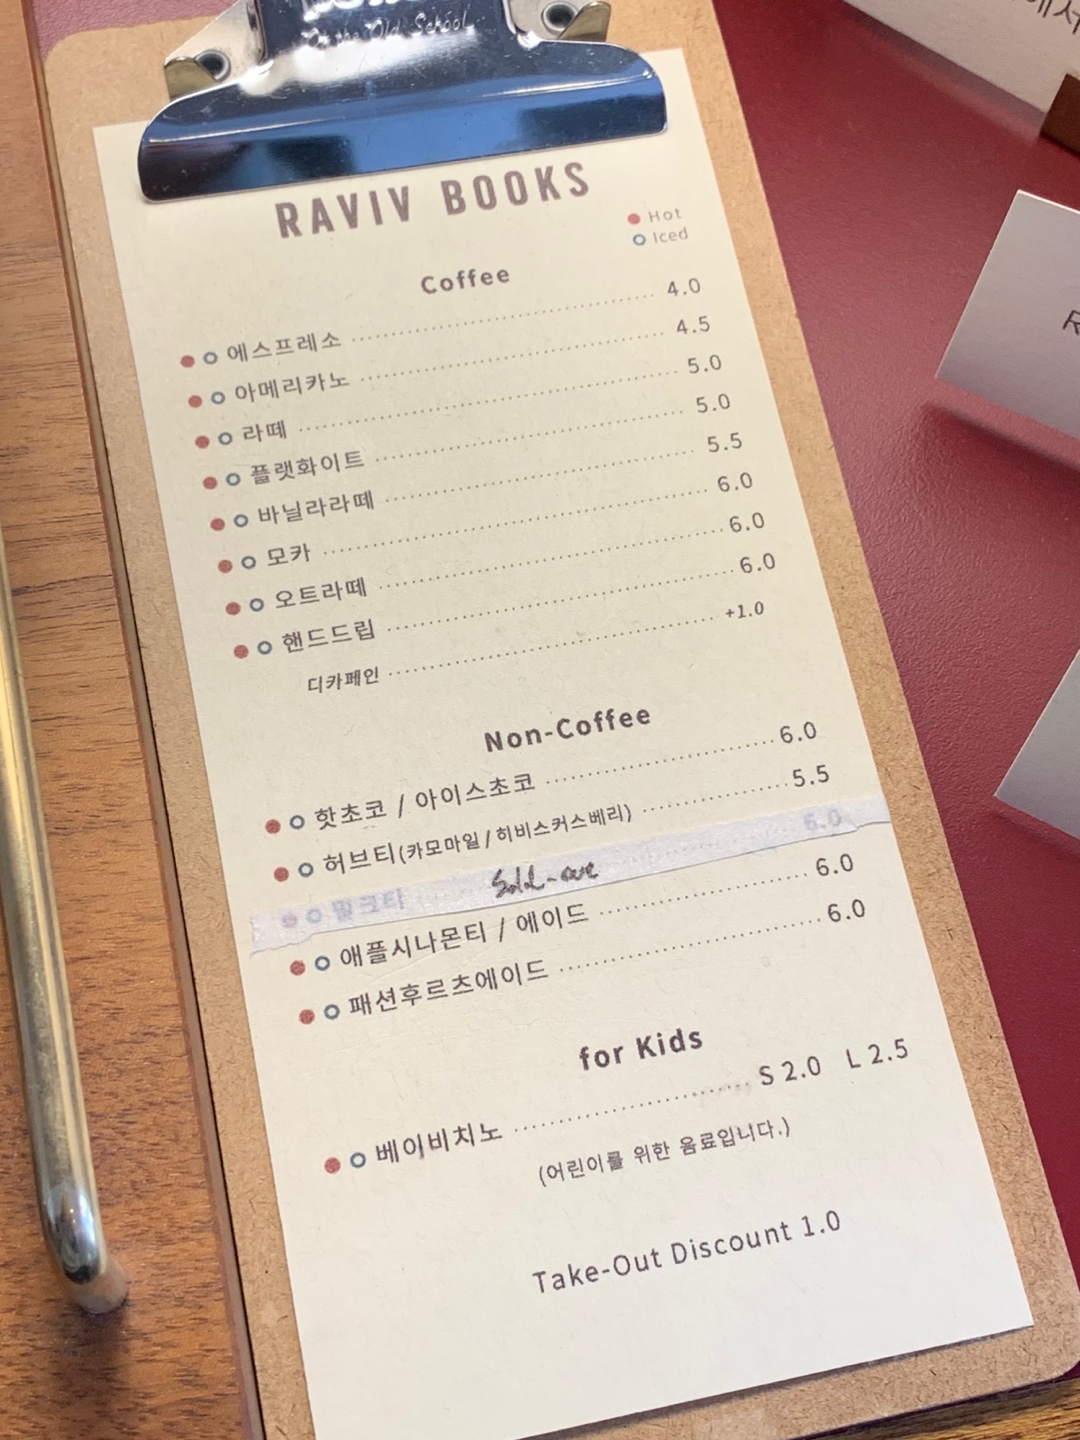 On the Old School
RAVIV BOOKS
Hot
Iced
Coffee
에스프레소 4.0
아메리카노 4.5
라떼 5.0
플랫화이트 5.0
바닐라라떼 5.5
모카 6.0
오트라떼 6.0
핸드드립 6.0
디카페인 +1.0
Non-Coffee
핫초코 / 아이스초코 6.0
허브티(카모마일/히비스커스베리) 5.5
밀크티 Sold-out 6.0
애플시나몬티 / 에이드 6.0
패션후르츠에이드 6.0
for Kids
베이비치노 S 2.0 L 2.5
(어린이를 위한 음료입니다.)
Take-Out Discount 1.0